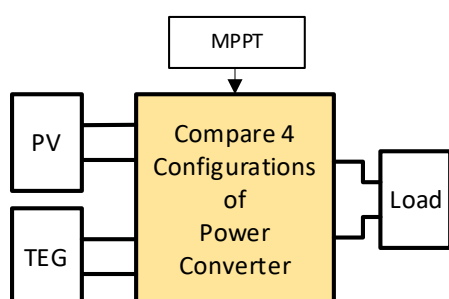 MPPT
PV
TEG
Compare 4
Configurations
of
Power
Converter
Load